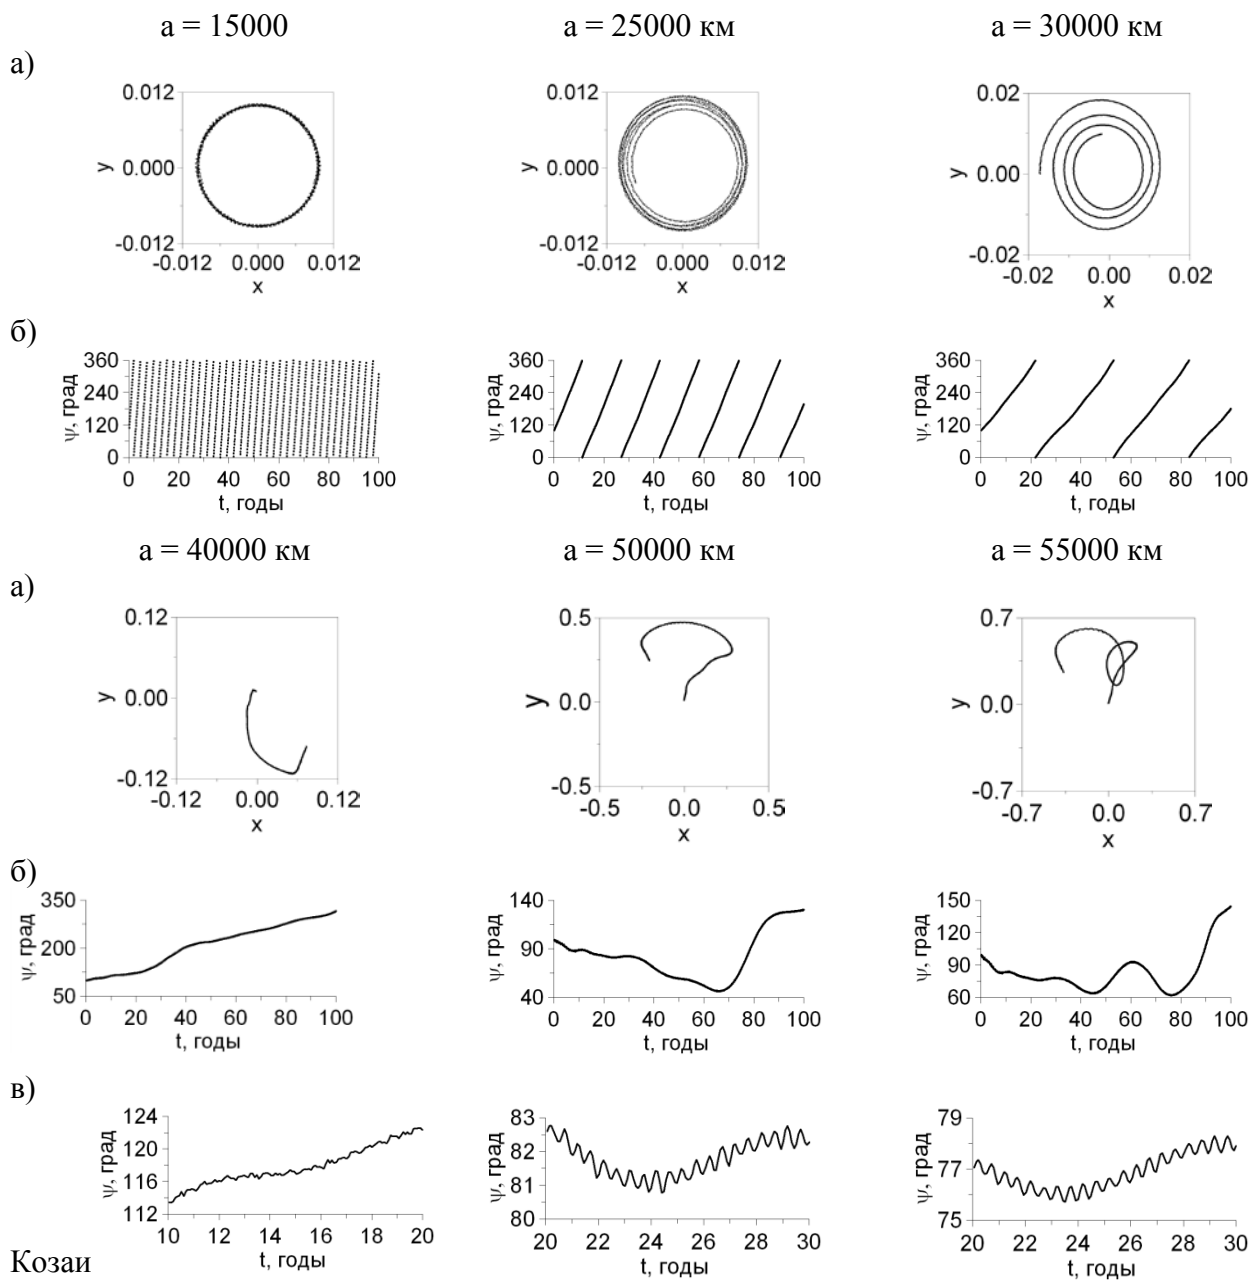 a = 15000 a = 25000 км a = 30000 км
а)
0.012 0.012 0.02
y 0.000 y 0.000 y 0.00
-0.012 -0.012 -0.02
-0.012 0.000 0.012 -0.012 0.000 0.012 -0.02 0.00 0.02
x x x
б)
360 360 360
240 240 240
120 120 120
0 0 0
ψ, град ψ, град ψ, град
0 20 40 60 80 100 0 20 40 60 80 100 0 20 40 60 80 100
t, годы t, годы t, годы
a = 40000 км a = 50000 км a = 55000 км
а)
0.12 0.5 0.7
y 0.00 y 0.0 y 0.0
-0.12 -0.5 -0.7
-0.12 0.00 0.12 -0.5 0.0 0.5 -0.7 0.0 0.7
x x x
б)
350 140 150
120
200 90 90
50 40 60
ψ, град ψ, град ψ, град
0 20 40 60 80 100 0 20 40 60 80 100 0 20 40 60 80 100
t, годы t, годы t, годы
в)
124 83 79
120 82 77
116 81
112 80 75
ψ, град ψ, град ψ, град
10 12 14 16 18 20 20 22 24 26 28 30 20 22 24 26 28 30
t, годы t, годы t, годы
Козаи